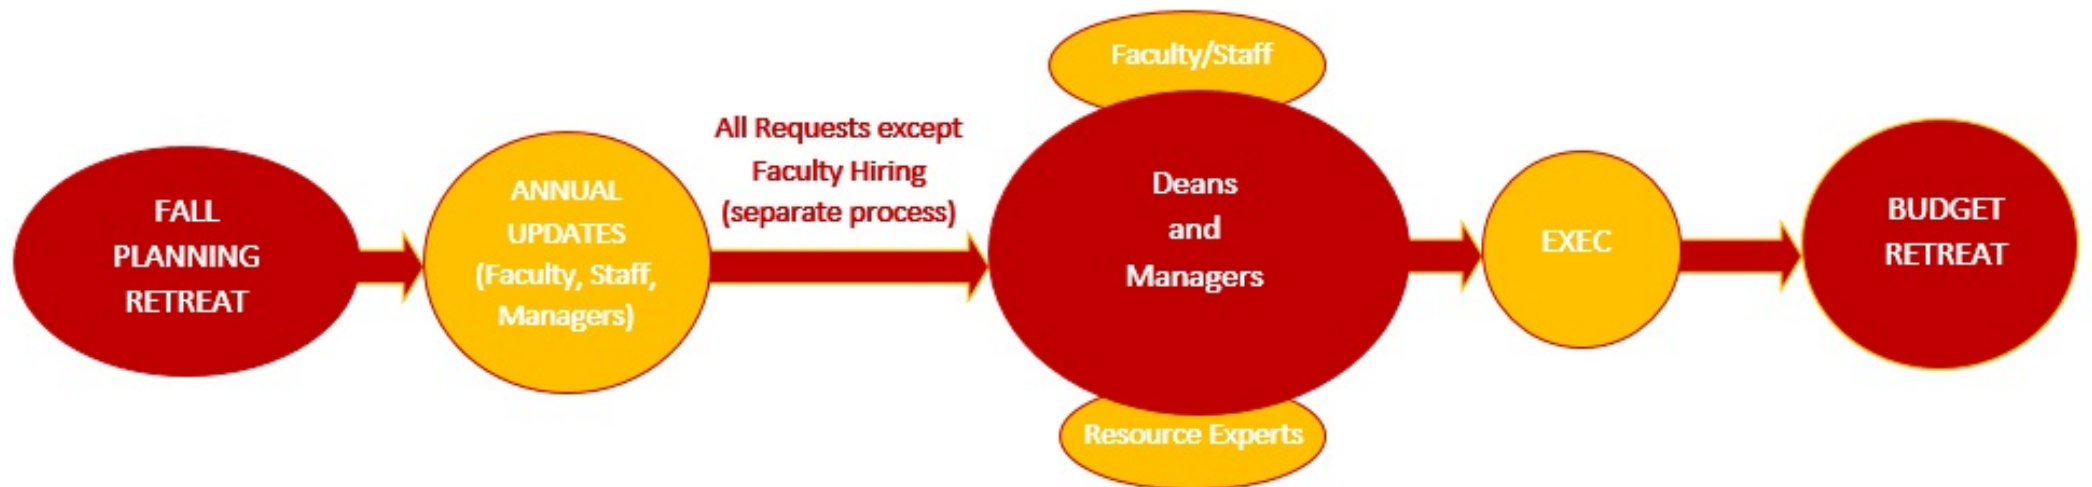 FALL
PLANNING
RETREAT
ANNUAL
UPDATES
(Faculty, Staff,
Managers)
All Requests except
Faculty Hiring
(separate process)
Faculty/Staff
Deans
and
Managers
Resource Experts
EXEC
BUDGET
RETREAT